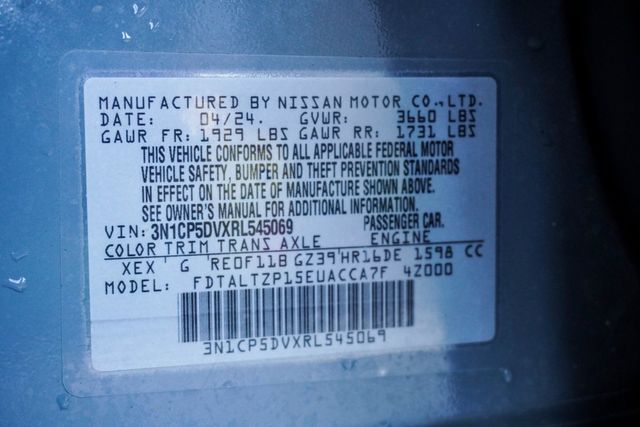 MANUFACTURED BY NISSAN MOTOR CO.,LTD.
DATE: 04/24. GVWR: 3660 LBS
GAWR FR: 1929 LBS GAWR RR: 1731 LBS
THIS VEHICLE CONFORMS TO ALL APPLICABLE FEDERAL MOTOR
VEHICLE SAFETY, BUMPER AND THEFT PREVENTION STANDARDS
IN EFFECT ON THE DATE OF MANUFACTURE SHOWN ABOVE.
SEE OWNER'S MANUAL FOR ADDITIONAL INFORMATION.
VIN: 3N1CP5DVXRL545069 PASSENGER CAR.
COLOR TRIM TRANS AXLE ENGINE
XEX G RE0F11B GZ39 HR16DE 1598 CC
MODEL: FDTALTZP15EUACCA7F 4Z000
3N1CP5DVXRL545069